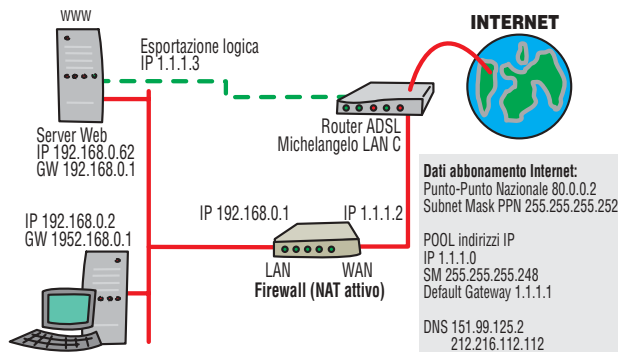 WWW
Esportazione logica
IP 1.1.1.3
INTERNET
Server Web
IP 192.168.0.62
GW 192.168.0.1
Router ADSL
Michelangelo LAN C
IP 192.168.0.2
GW 1952.168.0.1
IP 192.168.0.1
IP 1.1.1.2
LAN
WAN
Firewall (NAT attivo)
Dati abbonamento Internet:
Punto-Punto Nazionale 80.0.0.2
Subnet Mask PPN 255.255.255.252
POOL indirizzi IP
IP 1.1.1.0
SM 255.255.255.248
Default Gateway 1.1.1.1
DNS 151.99.125.2
212.216.112.112